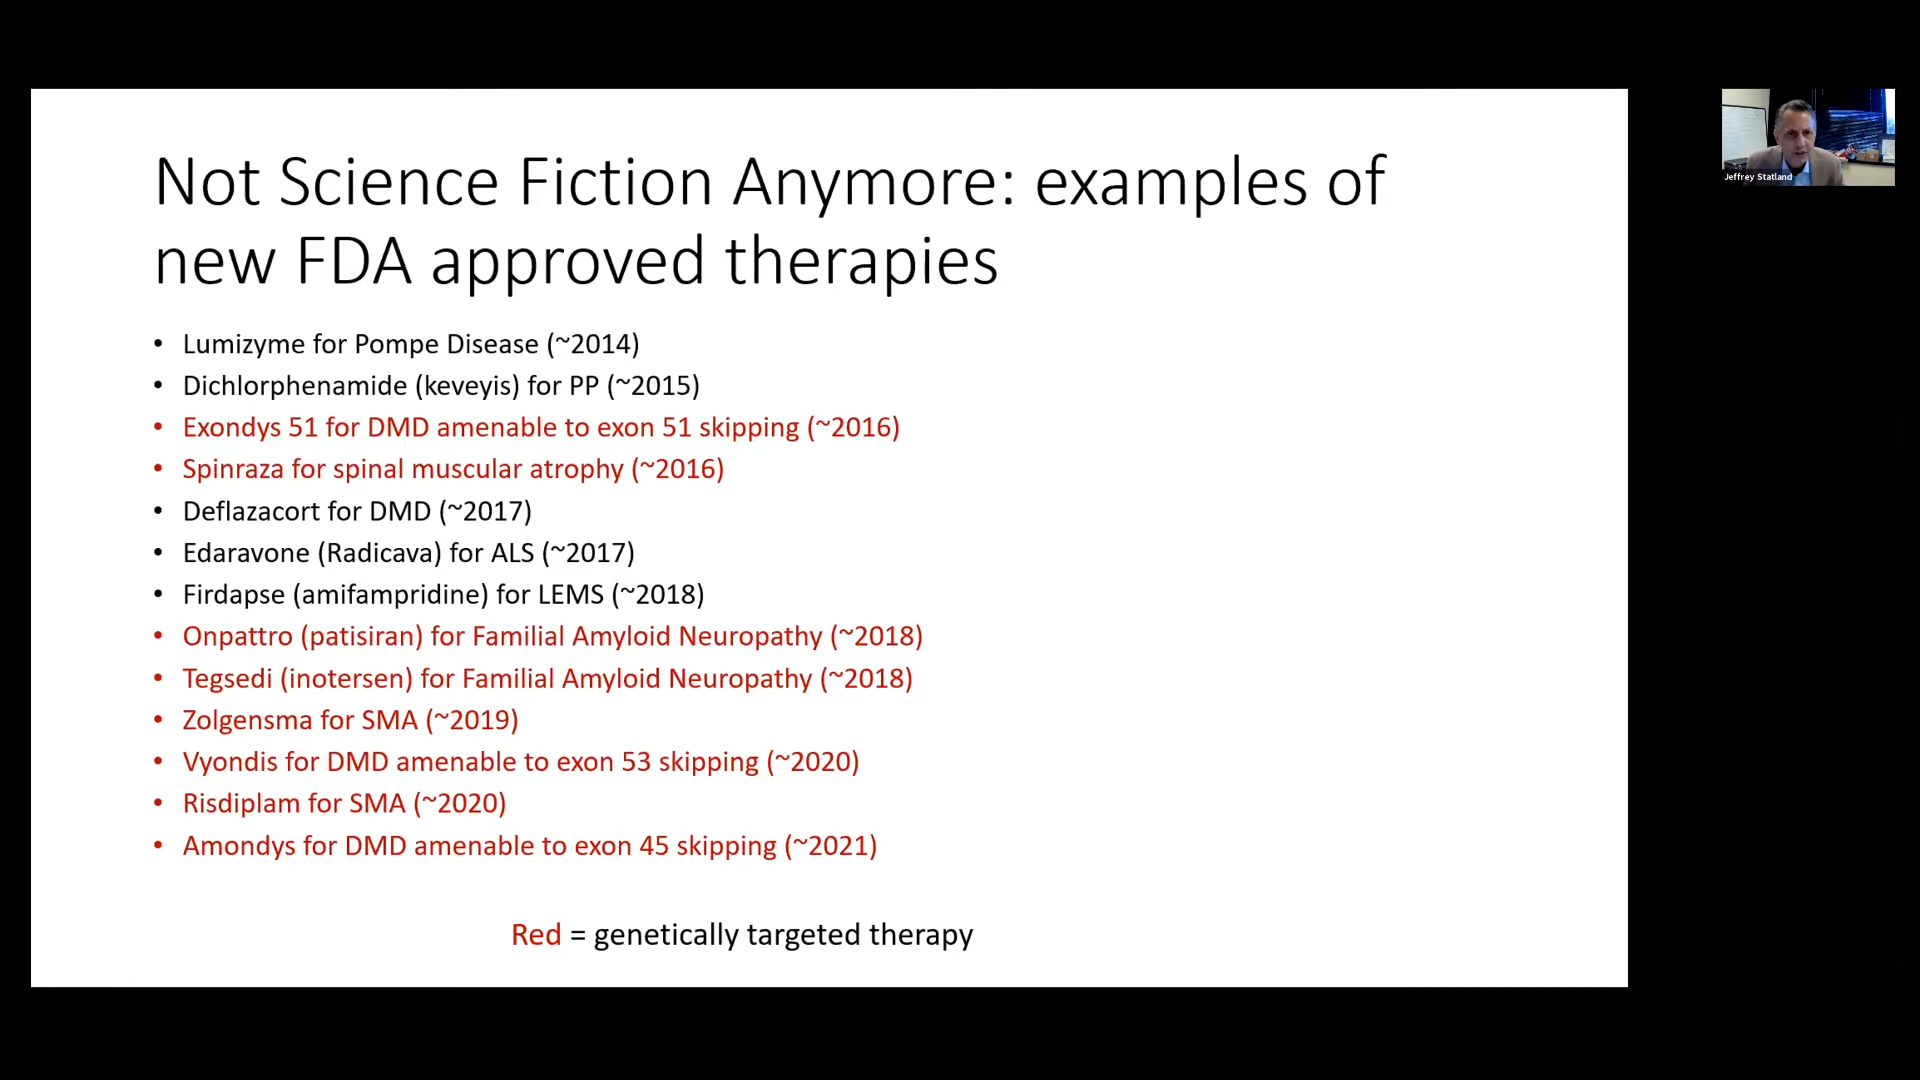 Not Science Fiction Anymore: examples of
new FDA approved therapies
• Lumizyme for Pompe Disease (~2014)
• Dichlorphenamide (keveyis) for PP (~2015)
• Exondys 51 for DMD amenable to exon 51 skipping (~2016)
• Spinraza for spinal muscular atrophy (~2016)
• Deflazacort for DMD (~2017)
• Edaravone (Radicava) for ALS (~2017)
• Firdapse (amifampridine) for LEMS (~2018)
• Onpattro (patisiran) for Familial Amyloid Neuropathy (~2018)
• Tegsedi (inotersen) for Familial Amyloid Neuropathy (~2018)
• Zolgensma for SMA (~2019)
• Vyondis for DMD amenable to exon 53 skipping (~2020)
• Risdiplam for SMA (~2020)
• Amondys for DMD amenable to exon 45 skipping (~2021)
Red = genetically targeted therapy
Jeffrey Statland